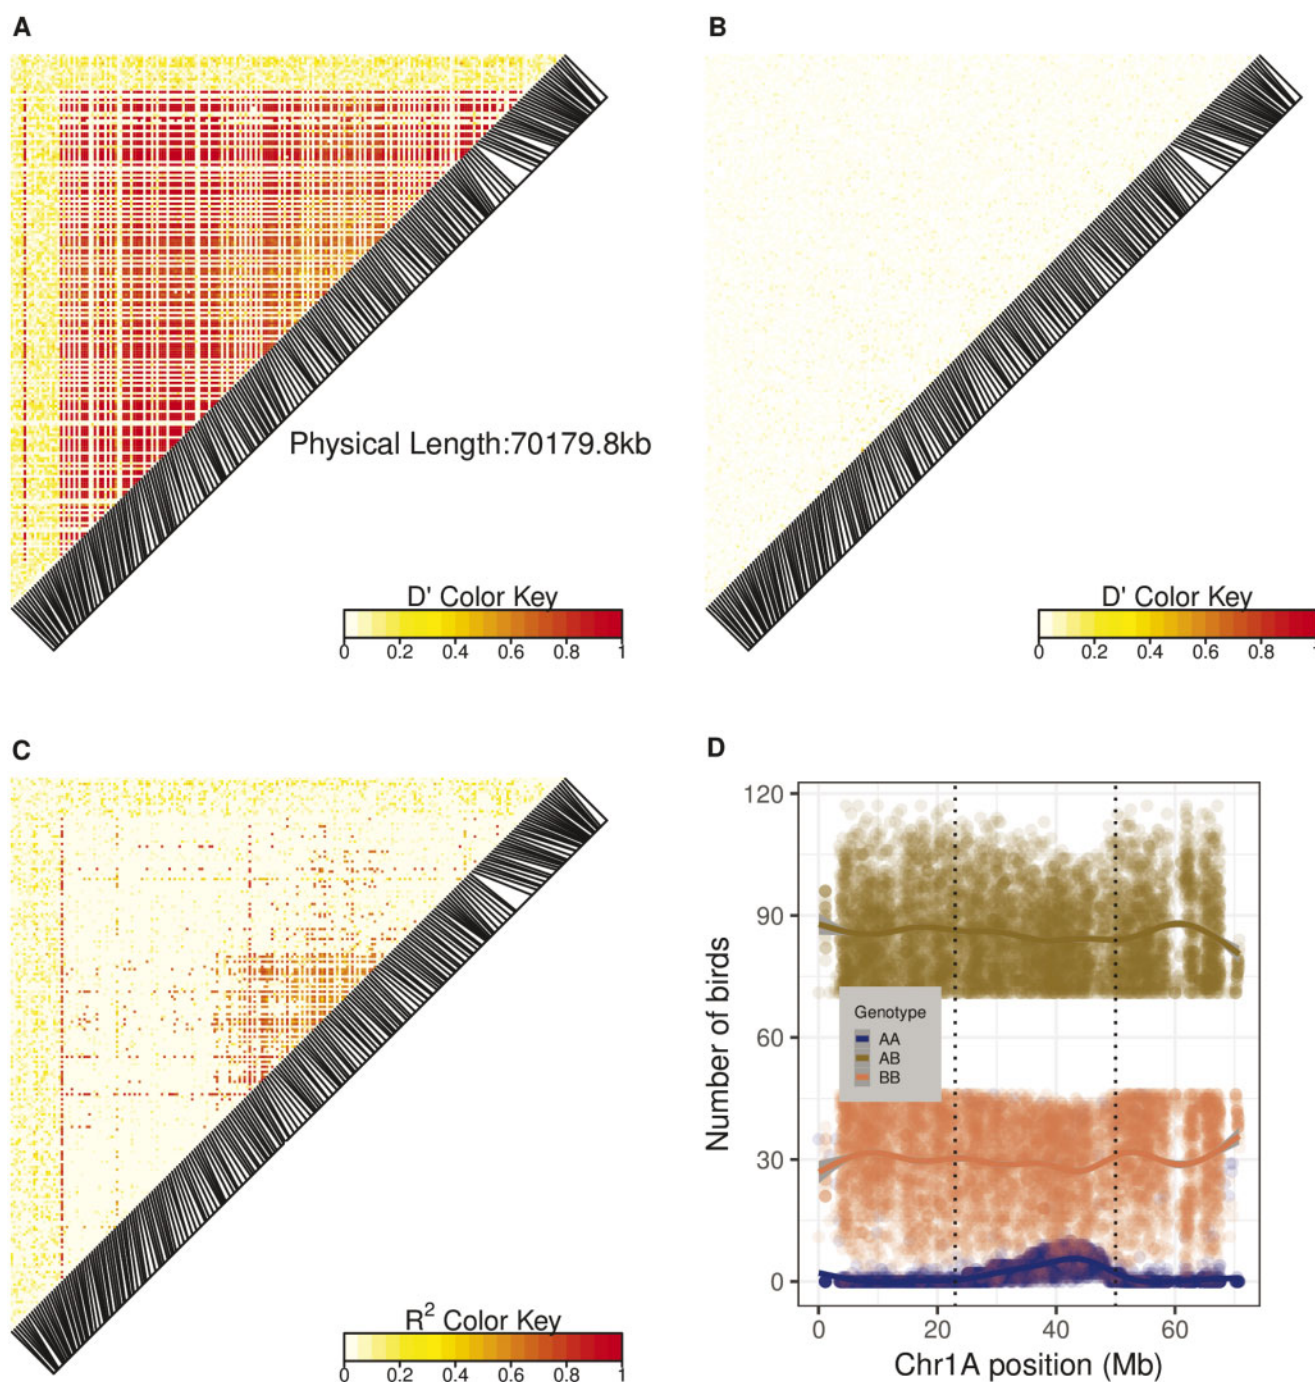 A
B
Physical Length:70179.8kb
D' Color Key
0 0.2 0.4 0.6 0.8 1
D' Color Key
0 0.2 0.4 0.6 0.8 1
C
D
R² Color Key
0 0.2 0.4 0.6 0.8 1
Number of birds
120
90
60
30
0
Genotype
AA
AB
BB
0 20 40 60
Chr1A position (Mb)